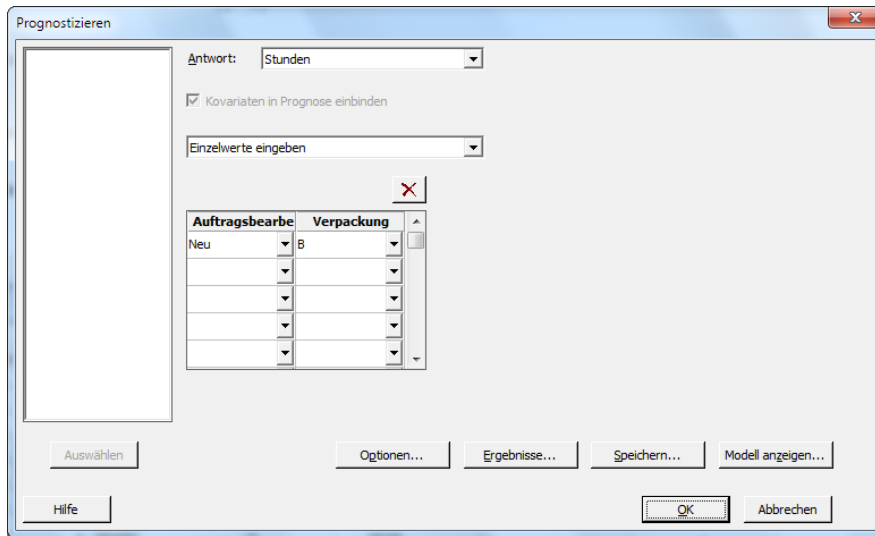 Prognostizieren
Antwort: Stunden
Kovariaten in Prognose einbinden
Einzelwerte eingeben
Auftragsbearbe Verpackung
Neu B
Auswählen Optionen... Ergebnisse... Speichern... Modell anzeigen...
Hilfe OK Abbrechen